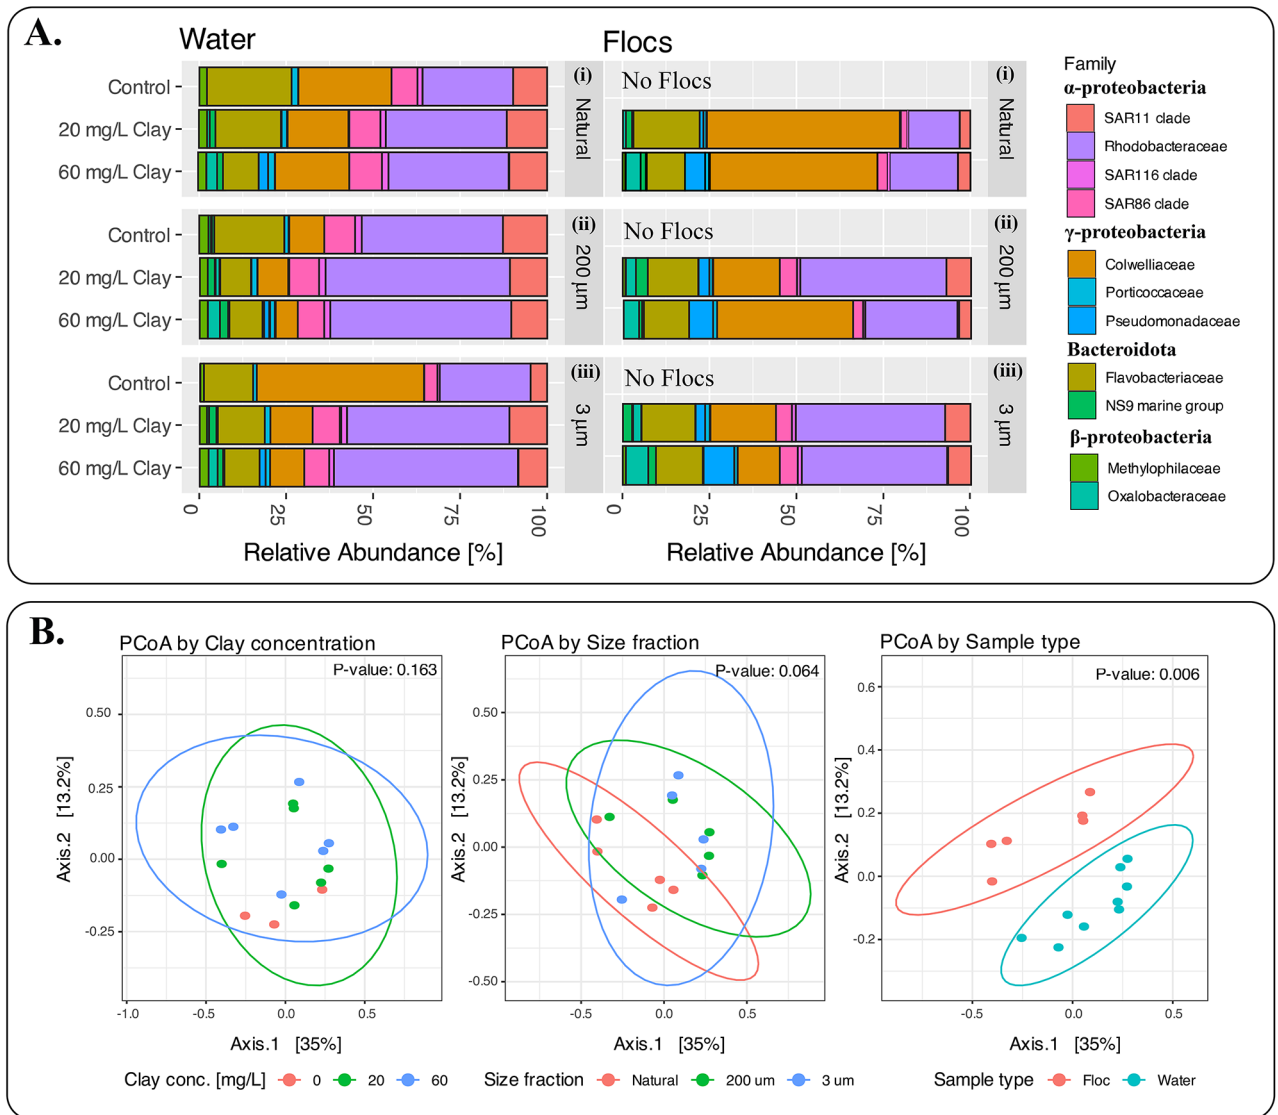 A.
Water
Flocs
Control
20 mg/L Clay
60 mg/L Clay
(i)
Natural
No Flocs
(i)
Natural
Control
20 mg/L Clay
60 mg/L Clay
(ii)
200 µm
No Flocs
(ii)
200 µm
Control
20 mg/L Clay
60 mg/L Clay
(iii)
3 µm
No Flocs
(iii)
3 µm
0 25 50 75 100
0 25 50 75 100
Relative Abundance [%]
Relative Abundance [%]
Family
α-proteobacteria
SAR11 clade
Rhodobacteraceae
SAR116 clade
SAR86 clade
γ-proteobacteria
Colwelliaceae
Porticoccaceae
Pseudomonadaceae
Bacteroidota
Flavobacteriaceae
NS9 marine group
β-proteobacteria
Methylophilaceae
Oxalobacteraceae
B.
PCoA by Clay concentration
P-value: 0.163
0.50
0.25
0.00
-0.25
Axis.2 [13.2%]
-1.0 -0.5 0.0 0.5
Axis.1 [35%]
Clay conc. [mg/L] 0 20 60
PCoA by Size fraction
P-value: 0.064
0.50
0.25
0.00
-0.25
-0.50
Axis.2 [13.2%]
-0.5 0.0 0.5
Axis.1 [35%]
Size fraction Natural 200 um 3 um
PCoA by Sample type
P-value: 0.006
0.6
0.4
0.2
0.0
-0.2
Axis.2 [13.2%]
-0.5 0.0 0.5
Axis.1 [35%]
Sample type Floc Water